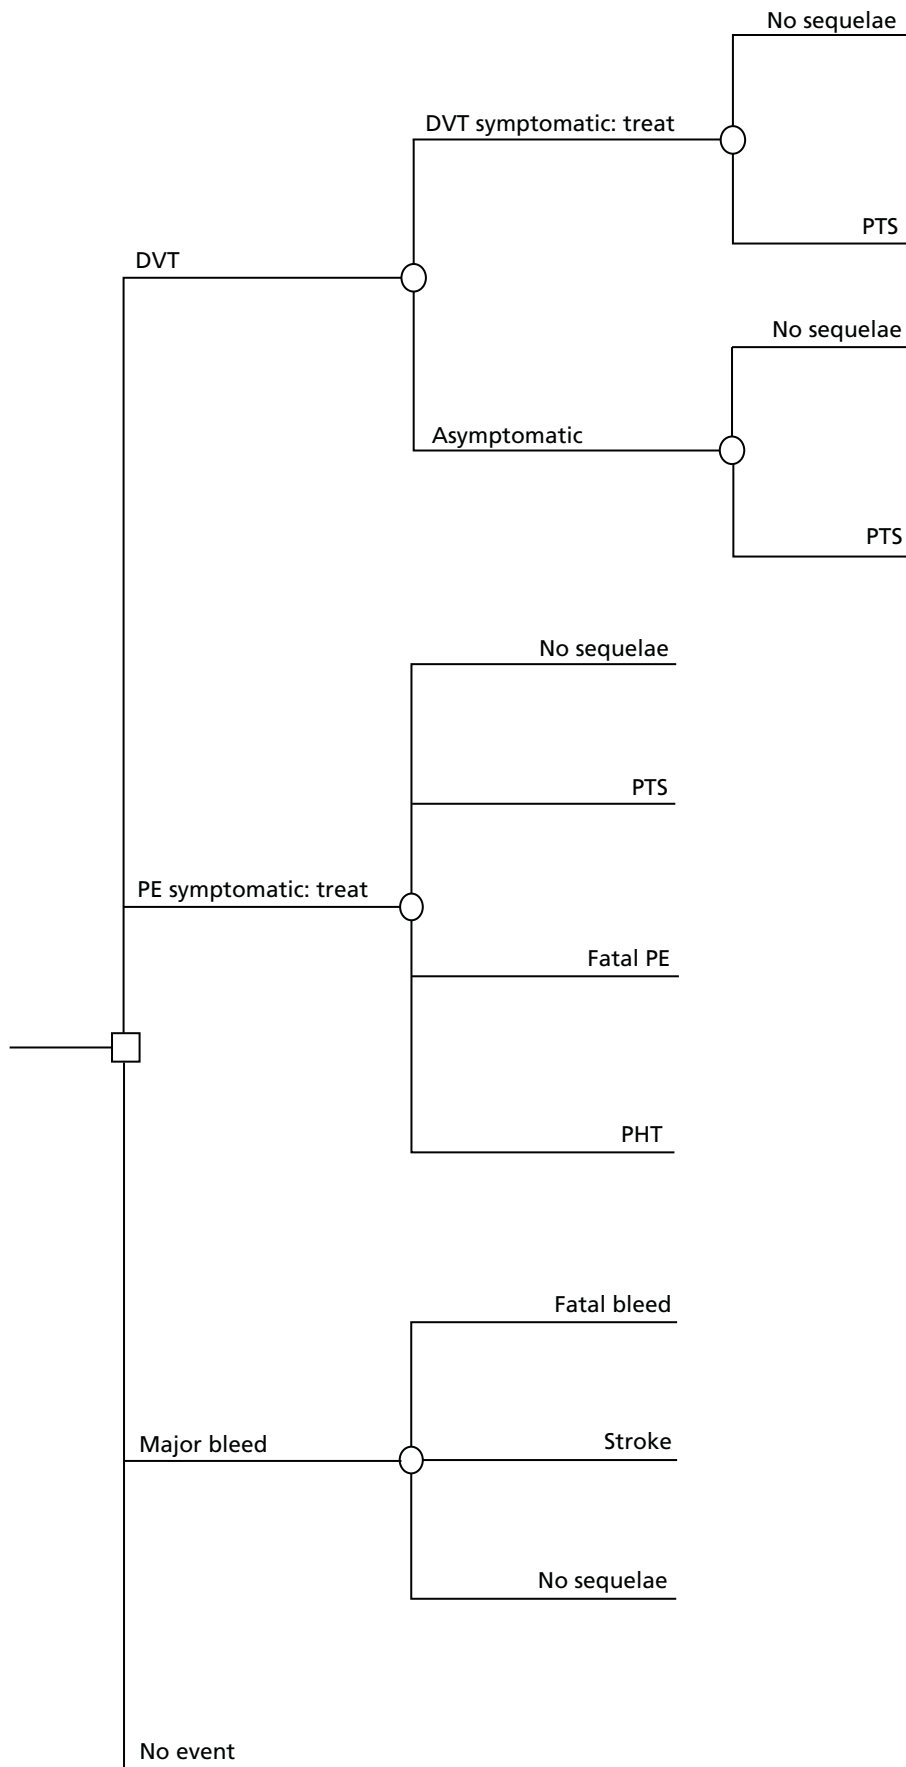 No sequelae
DVT symptomatic: treat
PTS
DVT
No sequelae
Asymptomatic
PTS
No sequelae
PTS
PE symptomatic: treat
Fatal PE
PHT
Fatal bleed
Major bleed
Stroke
No sequelae
No event